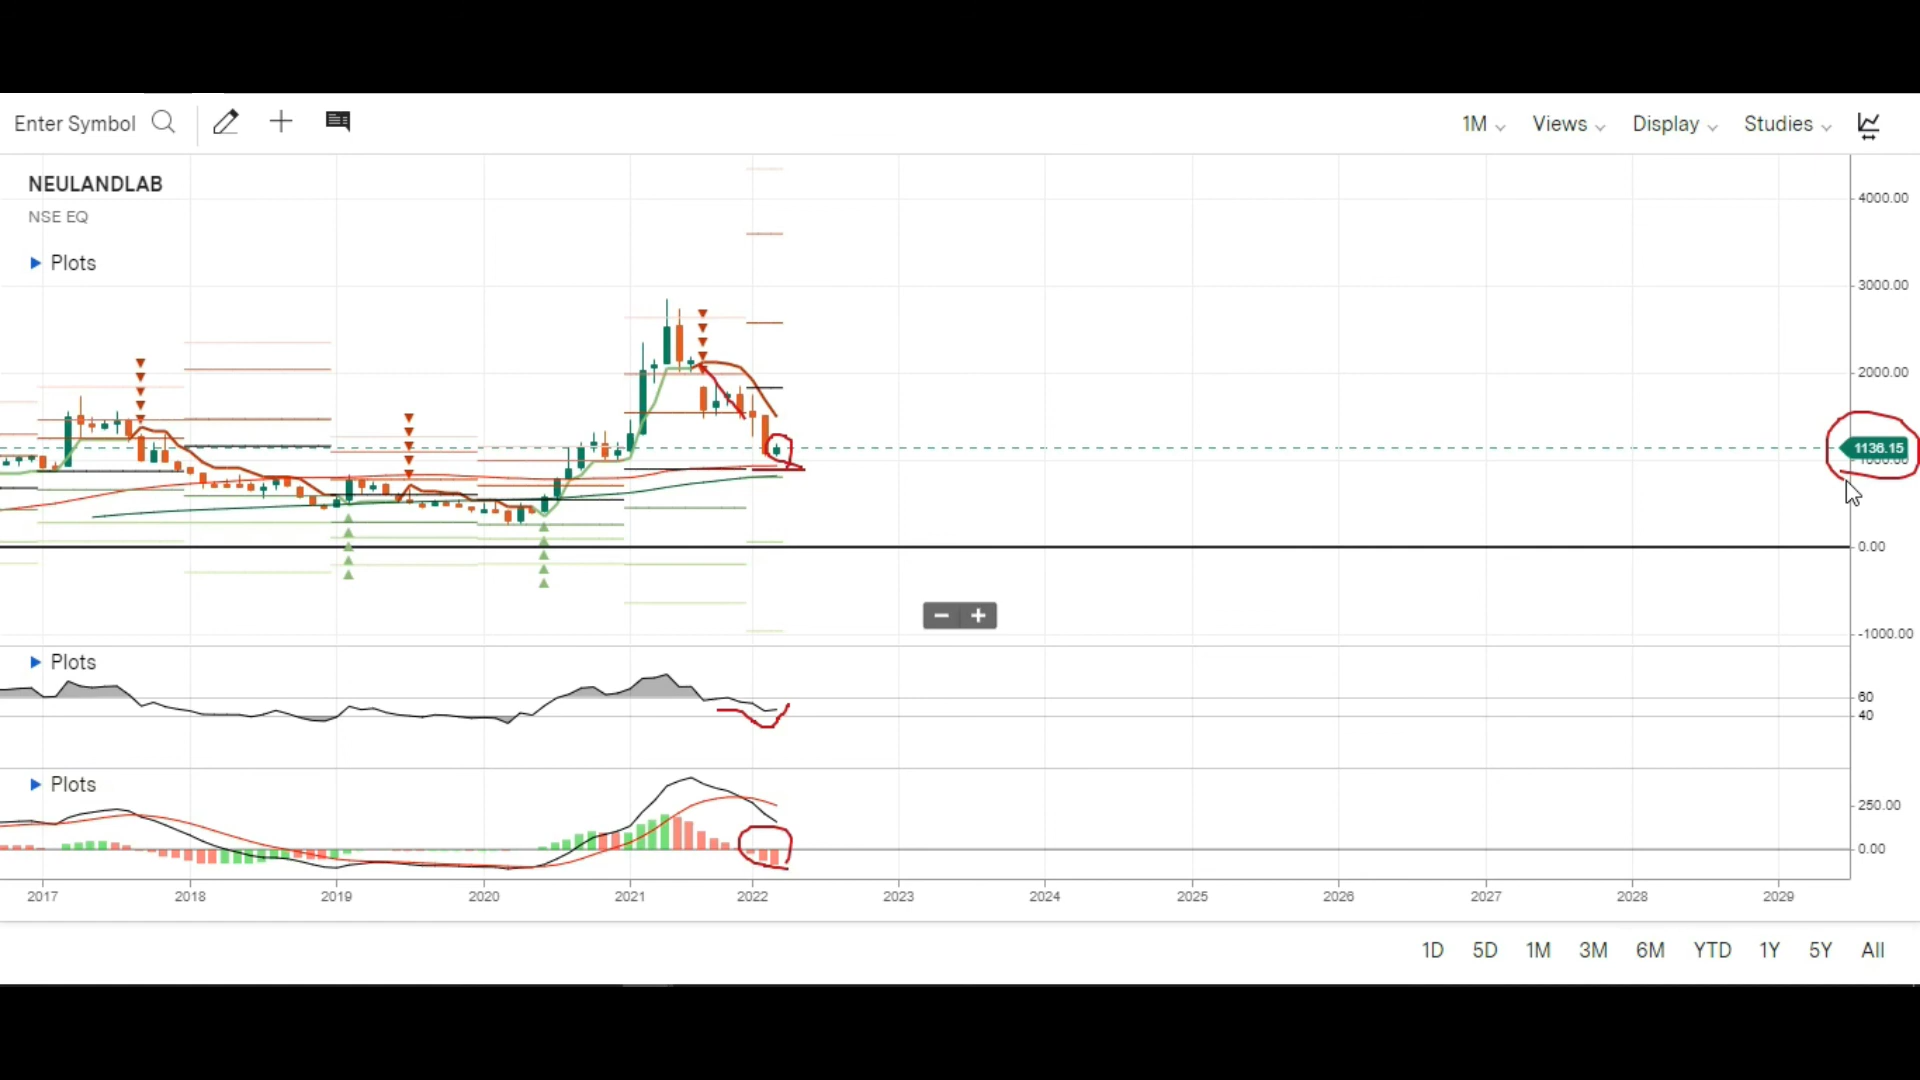 Enter Symbol 1M Views Display Studies
NEULANDLAB
NSE EQ
Plots
4000.00
3000.00
2000.00
1136.15
0.00
-1000.00
Plots
60
40
Plots
250.00
0.00
2017 2018 2019 2020 2021 2022 2023 2024 2025 2026 2027 2028 2029
1D 5D 1M 3M 6M YTD 1Y 5Y All